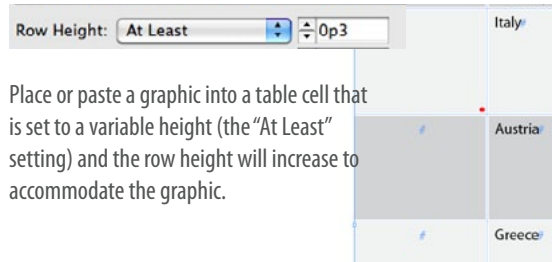 Row Height: At Least 0p3
Italy#
Place or paste a graphic into a table cell that
is set to a variable height (the “At Least”
setting) and the row height will increase to
accommodate the graphic.
# Austria#
# Greece#